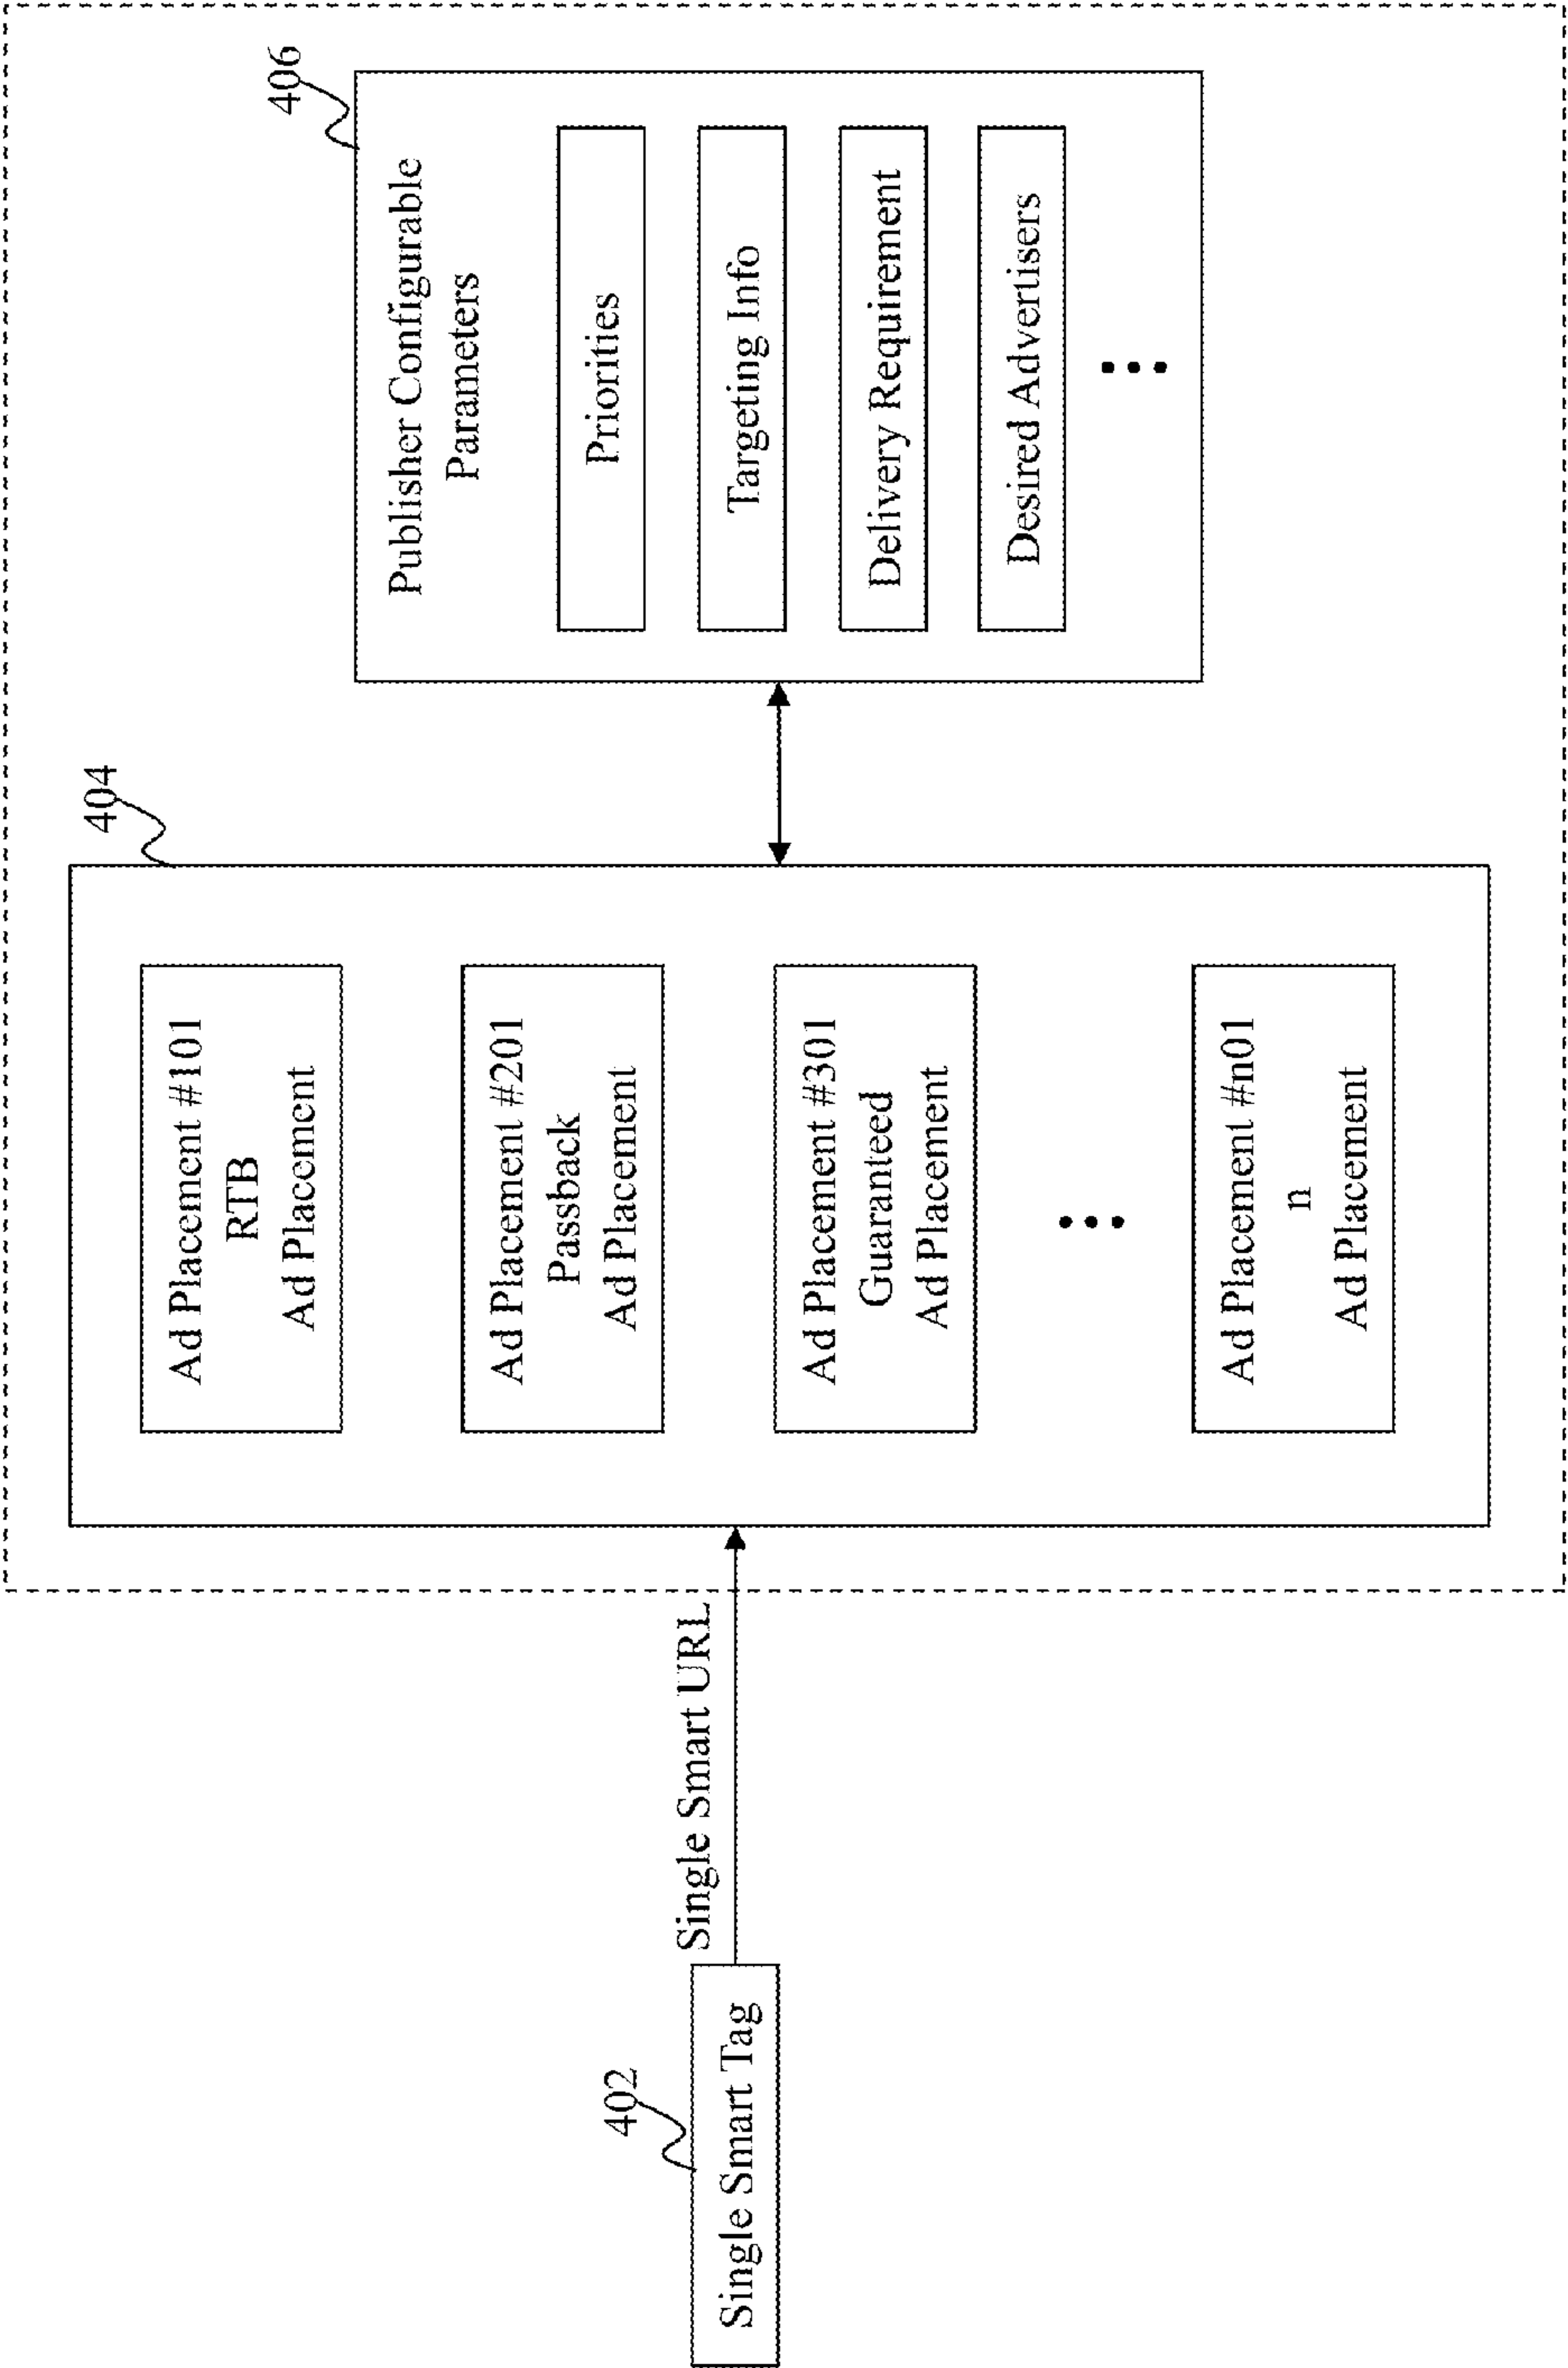 402
Single Smart Tag
Single Smart URL
404
Ad Placement #101
RTB
Ad Placement
Ad Placement #201
Passback
Ad Placement
Ad Placement #301
Guaranteed
Ad Placement
Ad Placement #n01
n
Ad Placement
406
Publisher Configurable
Parameters
Priorities
Targeting Info
Delivery Requirement
Desired Advertisers